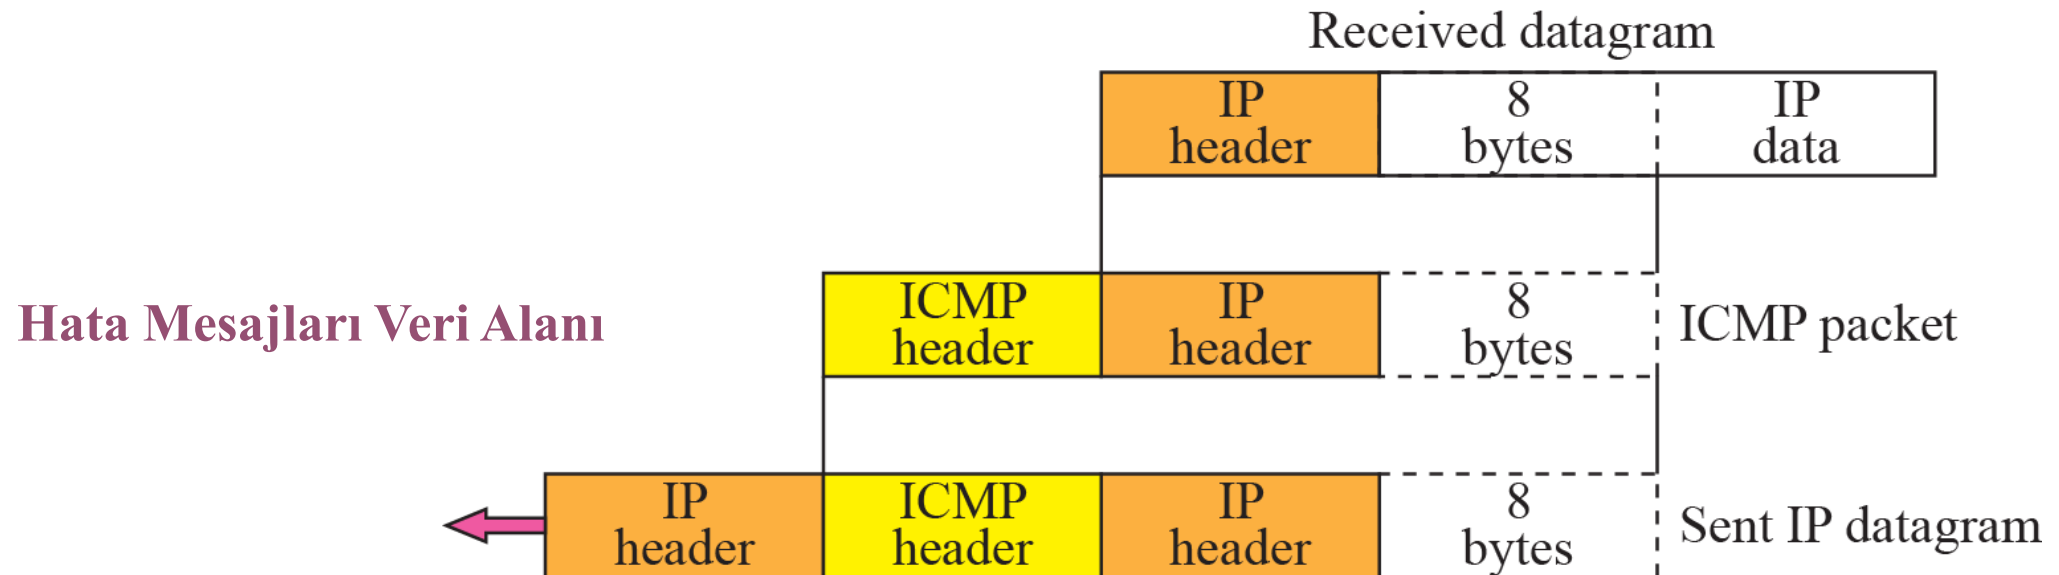 Received datagram
IP
header
8
bytes
IP
data
Hata Mesajları Veri Alanı
ICMP
header
IP
header
8
bytes
ICMP packet
IP
header
ICMP
header
IP
header
8
bytes
Sent IP datagram